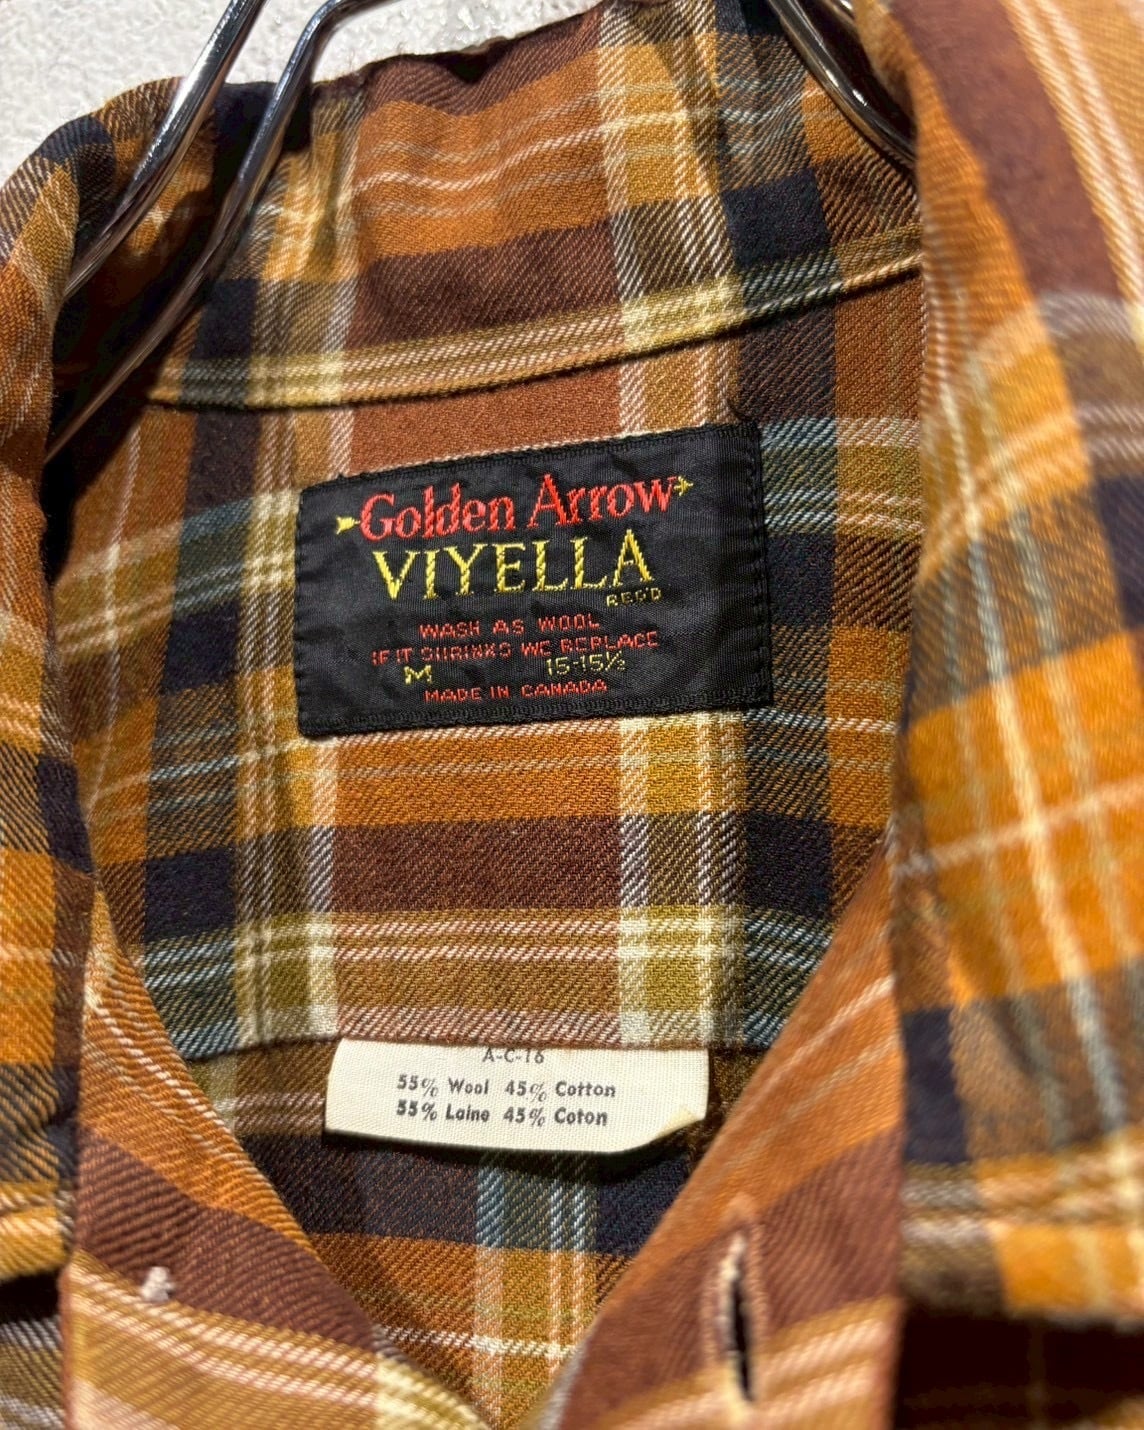 Golden Arrow
VIYELLA
REG'D
WASH AS WOOL
IF IT SHRINKS WE REPLACE
M 15-15½
MADE IN CANADA
A-C-16
55% Wool 45% Cotton
55% Laine 45% Coton